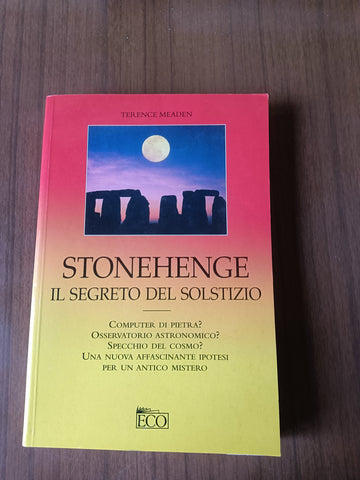 TERENCE MEADEN
STONEHENGE
IL SEGRETO DEL SOLSTIZIO
COMPUTER DI PIETRA?
OSSERVATORIO ASTRONOMICO?
SPECCHIO DEL COSMO?
UNA NUOVA AFFASCINANTE IPOTESI
PER UN ANTICO MISTERO
ECO